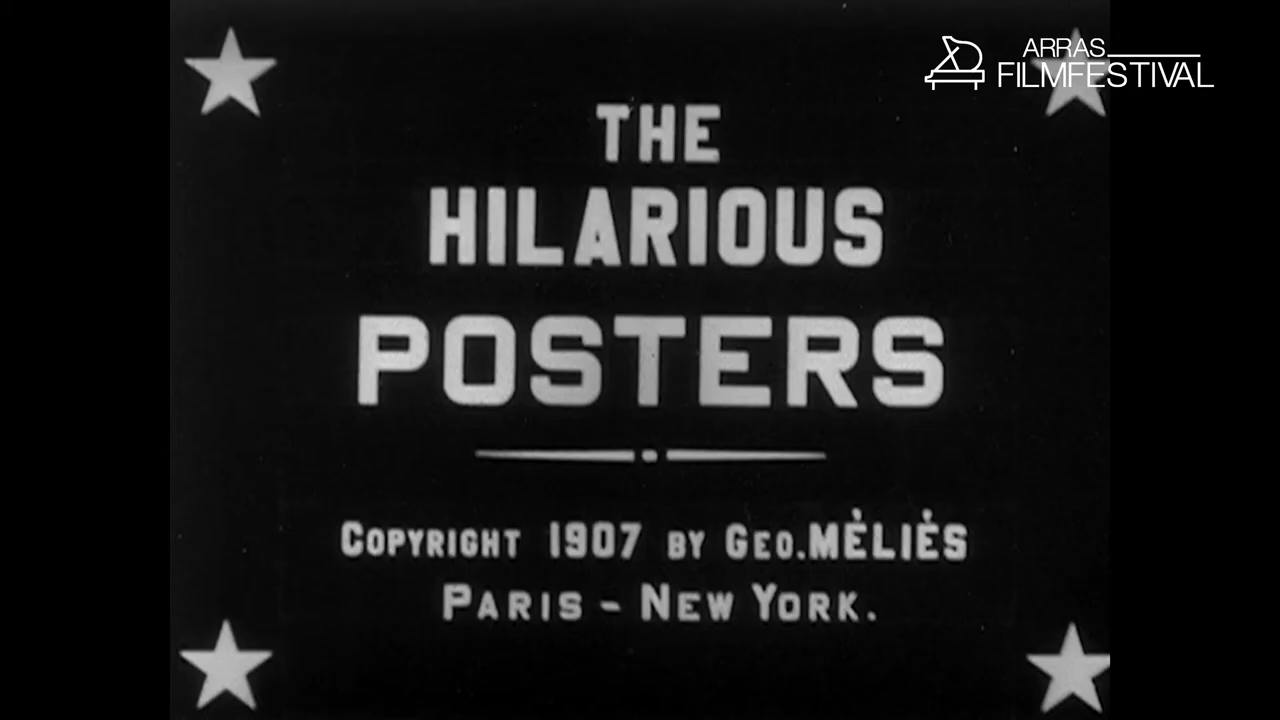 ARRAS
FILMFESTIVAL
THE
HILARIOUS
POSTERS
COPYRIGHT 1907 BY GEO.MÈLIÈS
PARIS - NEW YORK.